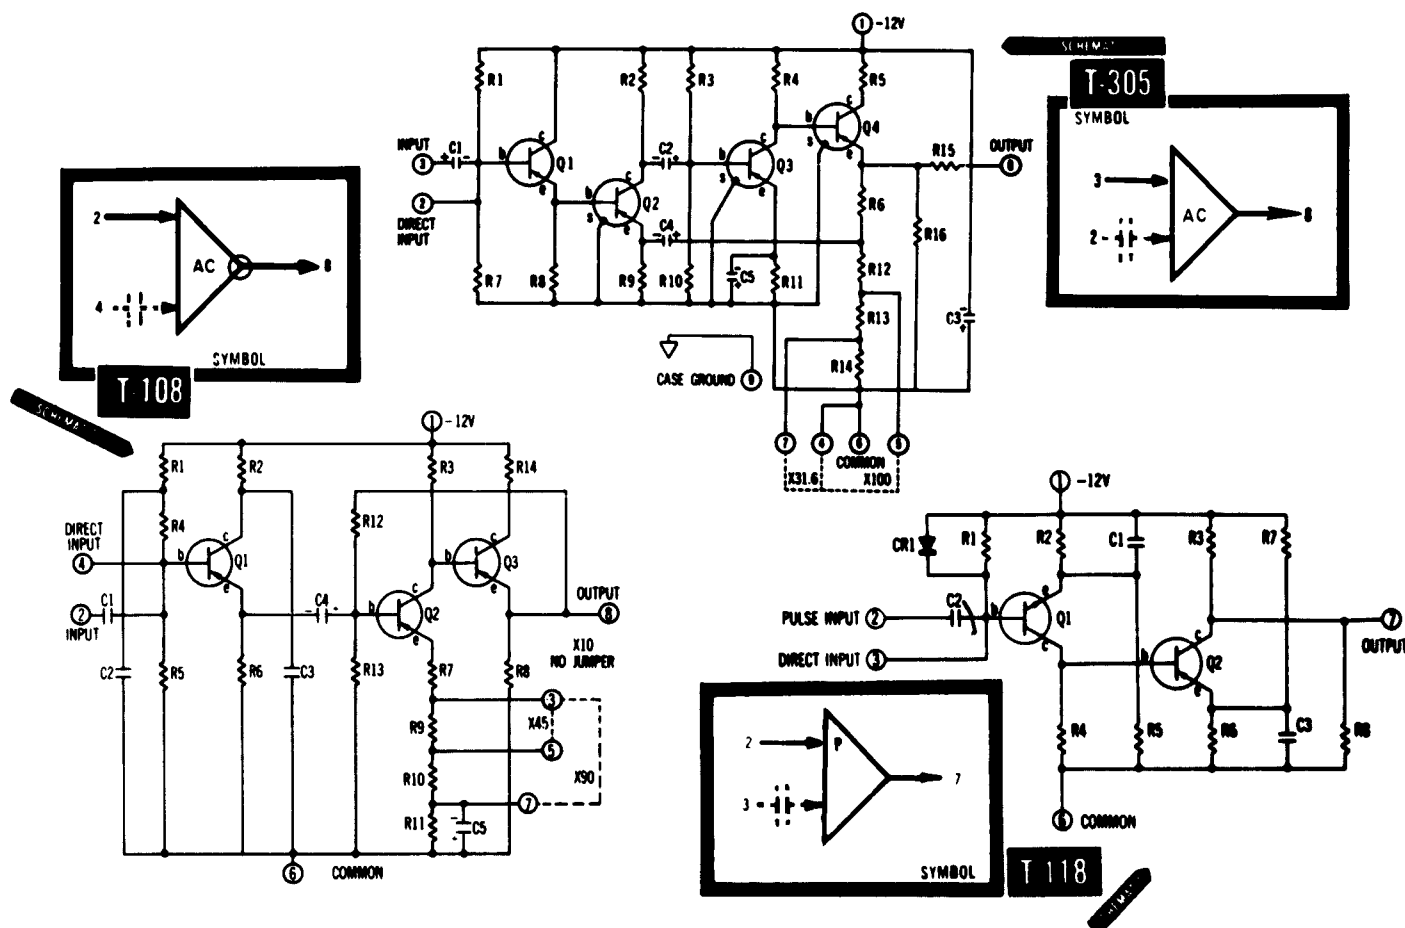 1 -12V
SCHEMAT
T-305
SYMBOL
3
2
AC
8
R1
R2
R3
R4
R5
INPUT
3
C1
+ -
b
c
e
Q1
2
DIRECT
INPUT
b
c
s
e
Q2
C2
- +
C4
- +
b
c
s
e
Q3
b
c
s
e
Q4
R15
OUTPUT
8
R6
R16
R7
R8
R9
R10
C5
-
+
R11
R12
R13
R14
C3
-
+
CASE GROUND 9
7
4
6
COMMON
X31.6
X100
2
4
AC
8
SYMBOL
T-108
SCHEMAT
1 -12V
R1
R2
R3
R14
R4
R12
DIRECT
INPUT
4
b
c
e
Q1
2
INPUT
C1
C2
R5
R6
C3
C4
-
b
c
e
Q2
b
c
e
Q3
OUTPUT
8
X10
NO JUMPER
R13
R7
R8
3
X45
R9
5
X90
R10
7
R11
-
+
C5
6
COMMON
1 -12V
CR1
R1
R2
C1
R3
R7
PULSE INPUT 2
C2
b
e
c
Q1
DIRECT INPUT 3
b
c
e
Q2
7
OUTPUT
R4
R5
R6
C3
R8
6 COMMON
2
3
P
7
SYMBOL
T 118
SCHEMAT